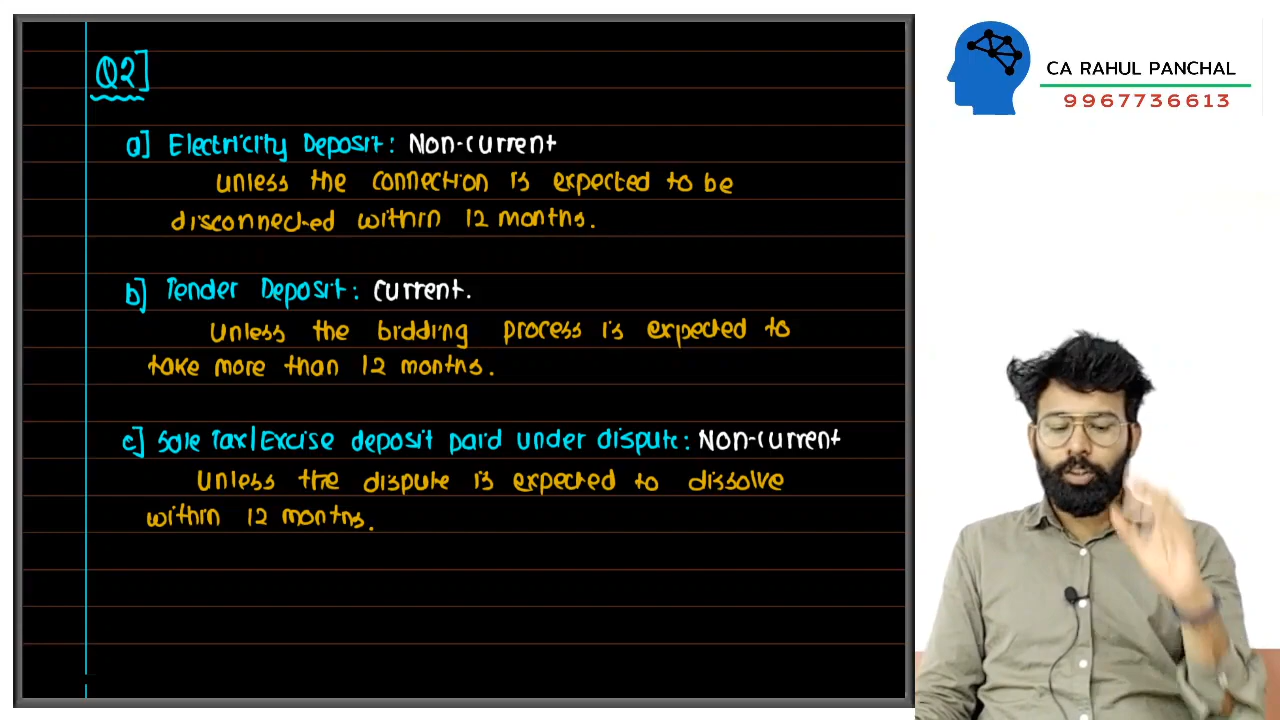 Q2]
a] Electricity Deposit: Non-current
unless the connection is expected to be
disconnected within 12 months.
b] Tender Deposit: Current.
Unless the bidding process is expected to
take more than 12 months.
c] Sale Tax/Excise deposit paid under dispute: Non-current
Unless the dispute is expected to dissolve
within 12 months.
CA RAHUL PANCHAL
9967736613